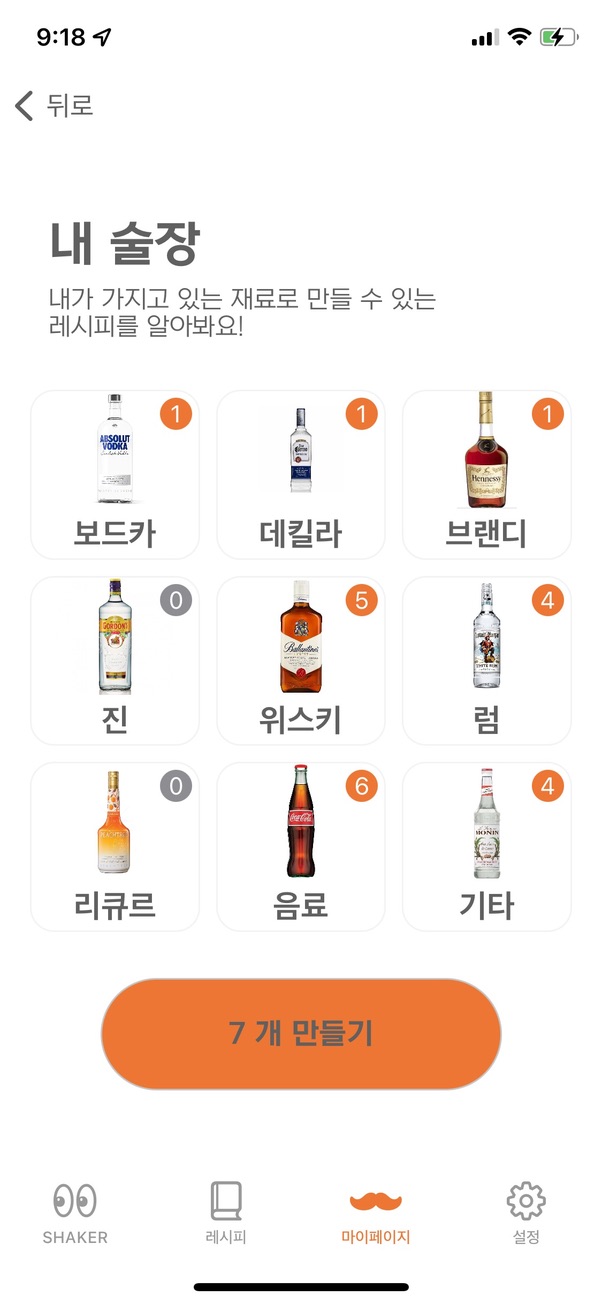 9:18
뒤로
내 술장
내가 가지고 있는 재료로 만들 수 있는
레시피를 알아봐요!
1
1
1
ABSOLUT
VODKA
Hennessy
보드카
데킬라
브랜디
0
5
4
GORDON'S
Ballantine's
진
위스키
럼
0
6
4
Coca-Cola
MONIN
리큐르
음료
기타
7 개 만들기
SHAKER
레시피
마이페이지
설정